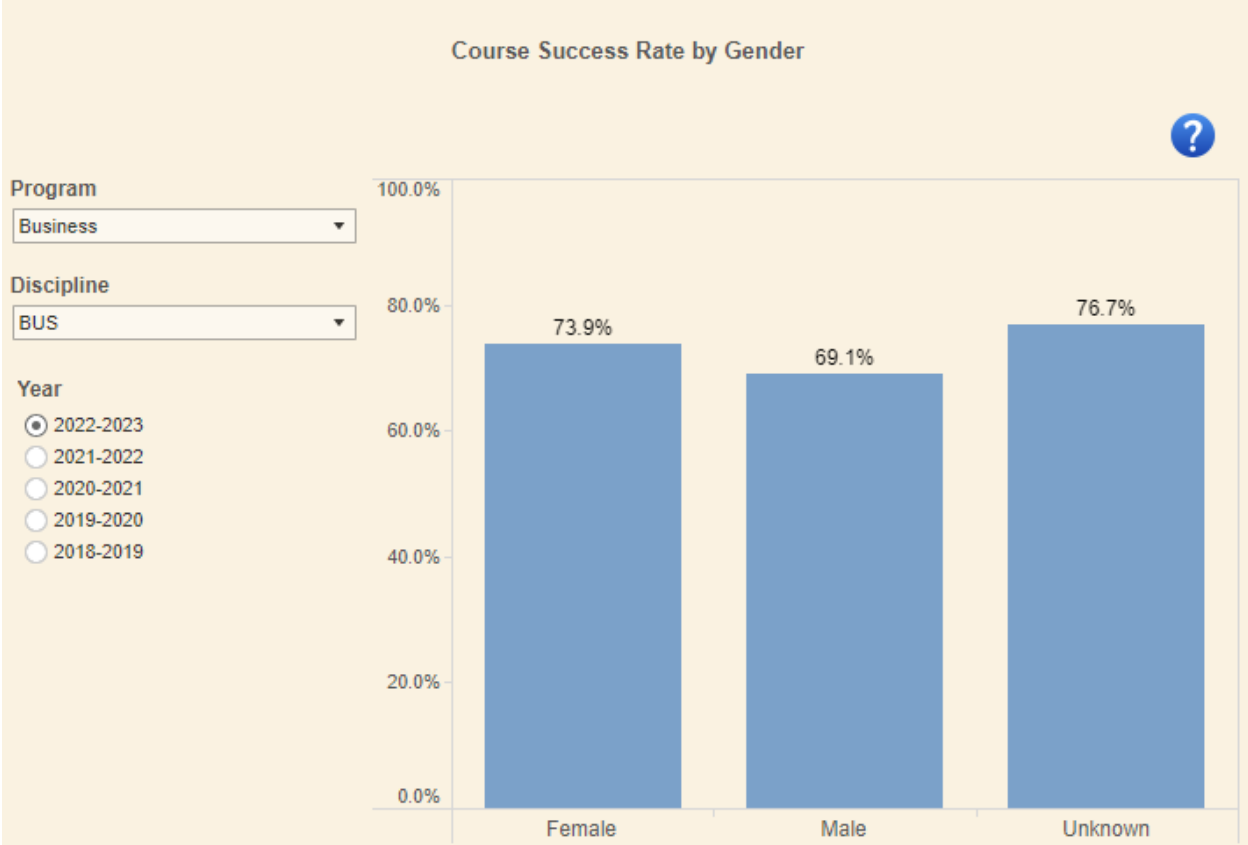 Course Success Rate by Gender
?
Program
Business
Discipline
BUS
Year
2022-2023
2021-2022
2020-2021
2019-2020
2018-2019
100.0%
80.0%
60.0%
40.0%
20.0%
0.0%
73.9%
69.1%
76.7%
Female
Male
Unknown